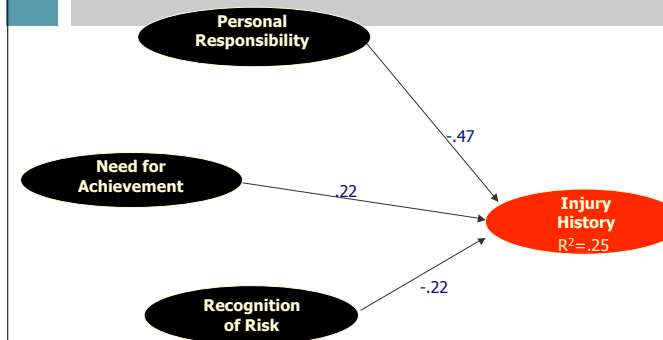 Personal
Responsibility
-.47
Need for
Achievement
.22
Injury
History
R²=.25
-.22
Recognition
of Risk